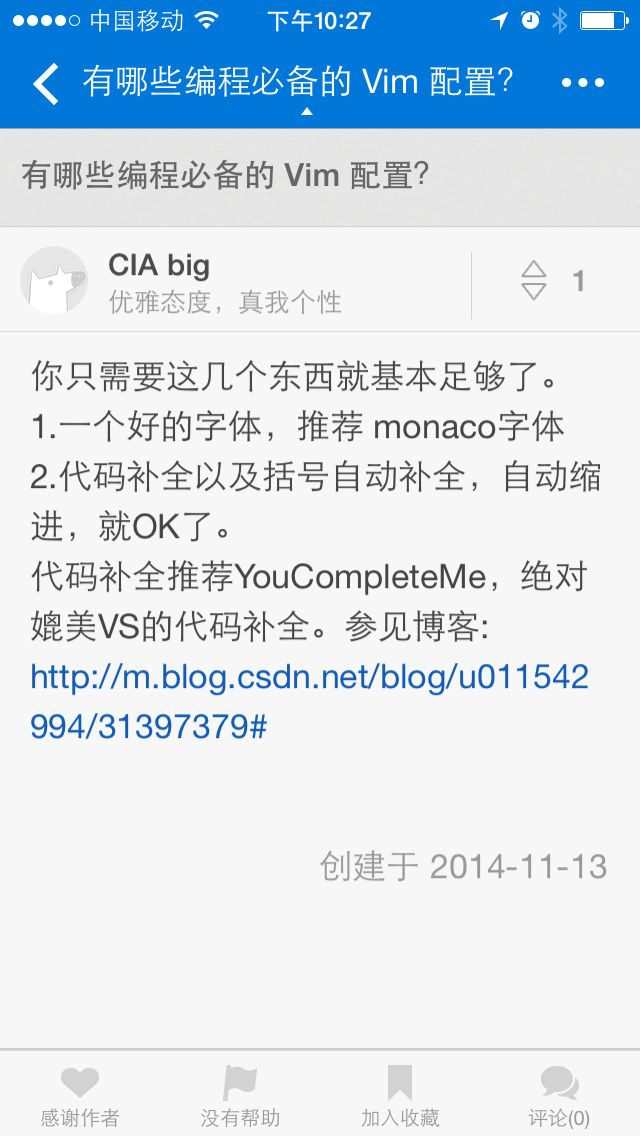 中国移动 下午10:27
有哪些编程必备的 Vim 配置?
有哪些编程必备的 Vim 配置?
CIA big
优雅态度，真我个性
1
你只需要这几个东西就基本足够了。
1.一个好的字体，推荐 monaco字体
2.代码补全以及括号自动补全，自动缩
进，就OK了。
代码补全推荐YouCompleteMe，绝对
媲美VS的代码补全。参见博客:
http://m.blog.csdn.net/blog/u011542
994/31397379#
创建于 2014-11-13
感谢作者 没有帮助 加入收藏 评论(0)